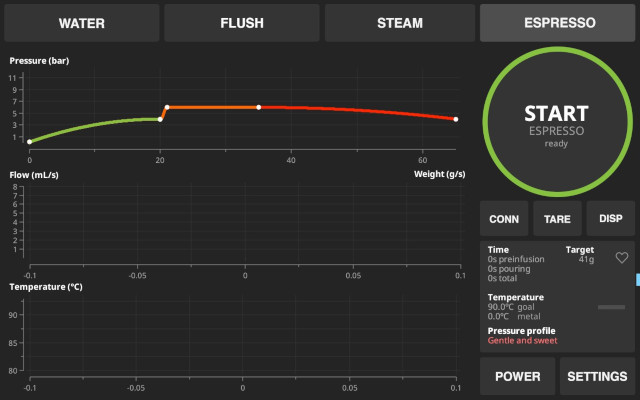 WATER
FLUSH
STEAM
ESPRESSO
Pressure (bar)
11
9
7
5
3
1
0
20
40
60
START
ESPRESSO
ready
Flow (mL/s)
Weight (g/s)
8
7
6
5
4
3
2
1
-0.1
-0.05
0
0.05
0.1
CONN
TARE
DISP
Time
Target
0s preinfusion
41g
0s pouring
0s total
Temperature
90.0°C goal
0.0°C metal
Pressure profile
Gentle and sweet
Temperature (°C)
90
85
80
-0.1
-0.05
0
0.05
0.1
POWER
SETTINGS